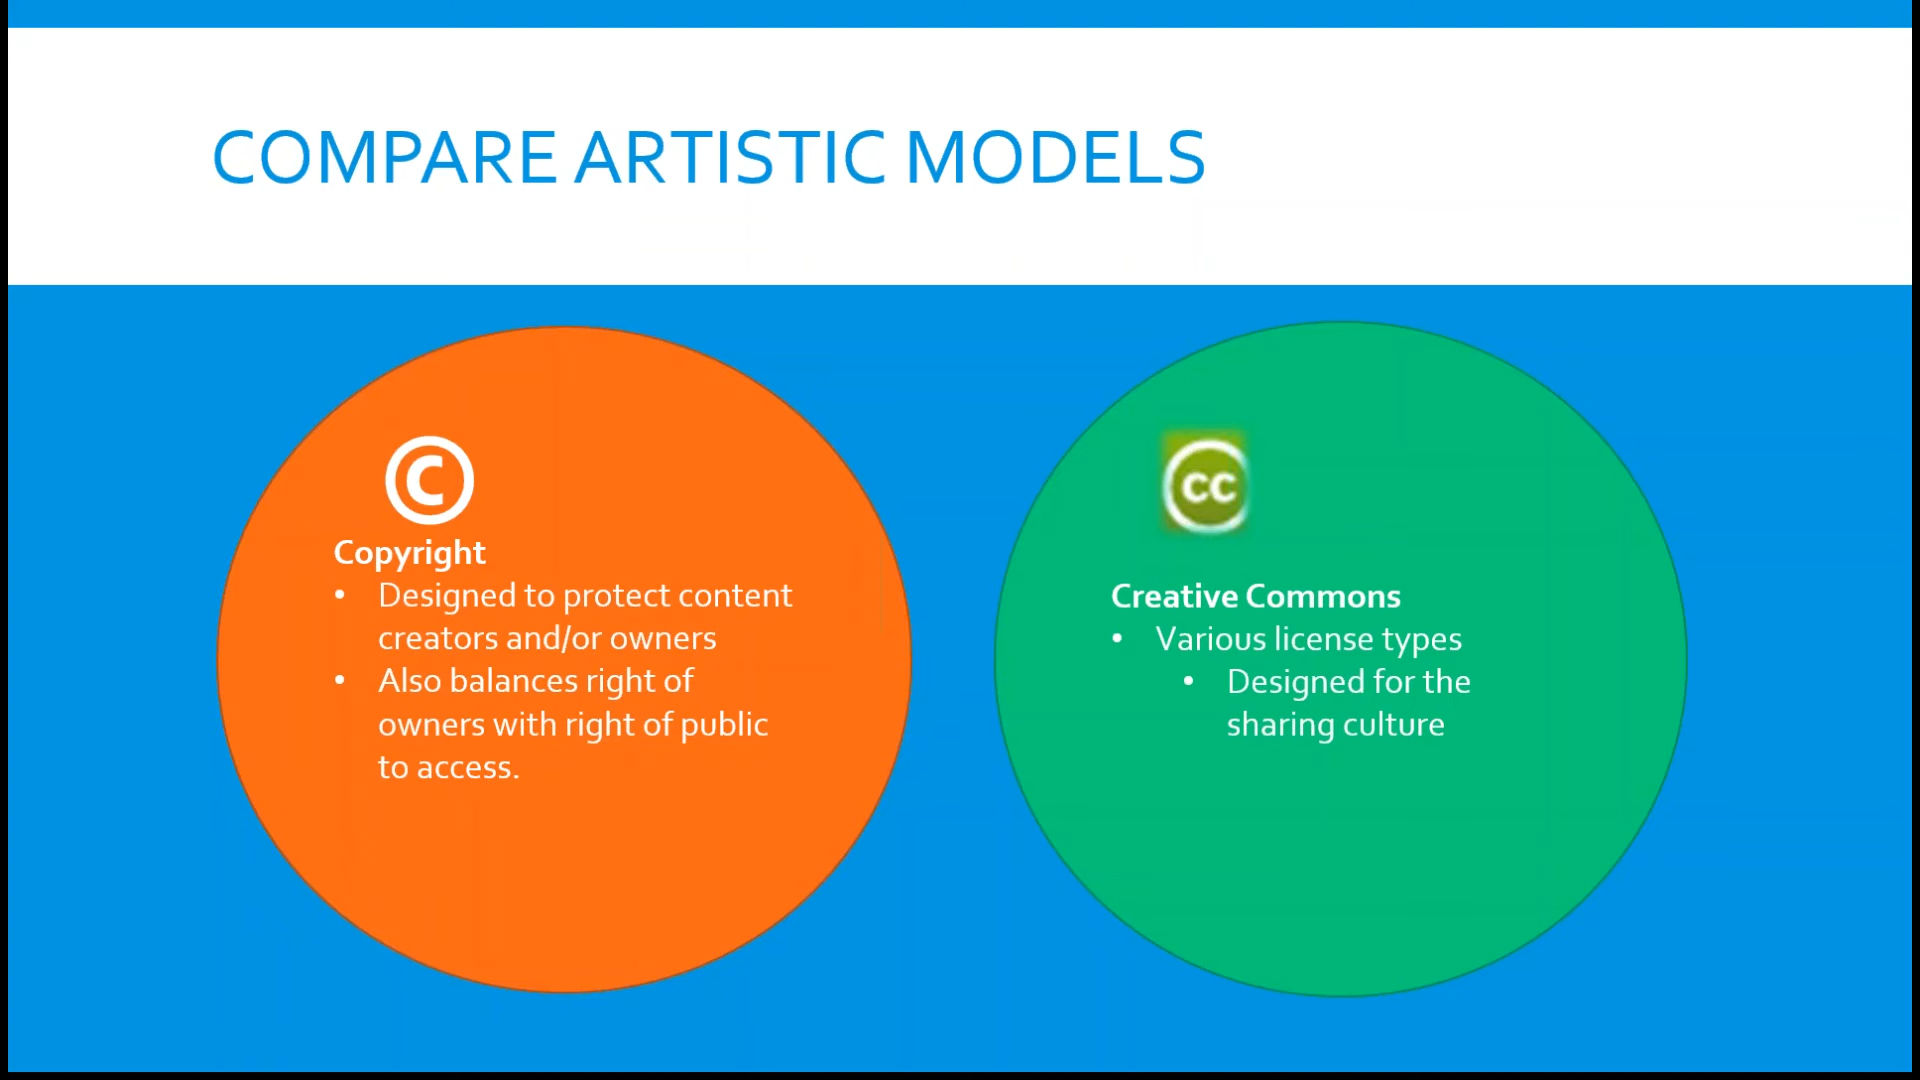 COMPARE ARTISTIC MODELS
©
Copyright
• Designed to protect content
creators and/or owners
• Also balances right of
owners with right of public
to access.
cc
Creative Commons
• Various license types
• Designed for the
sharing culture